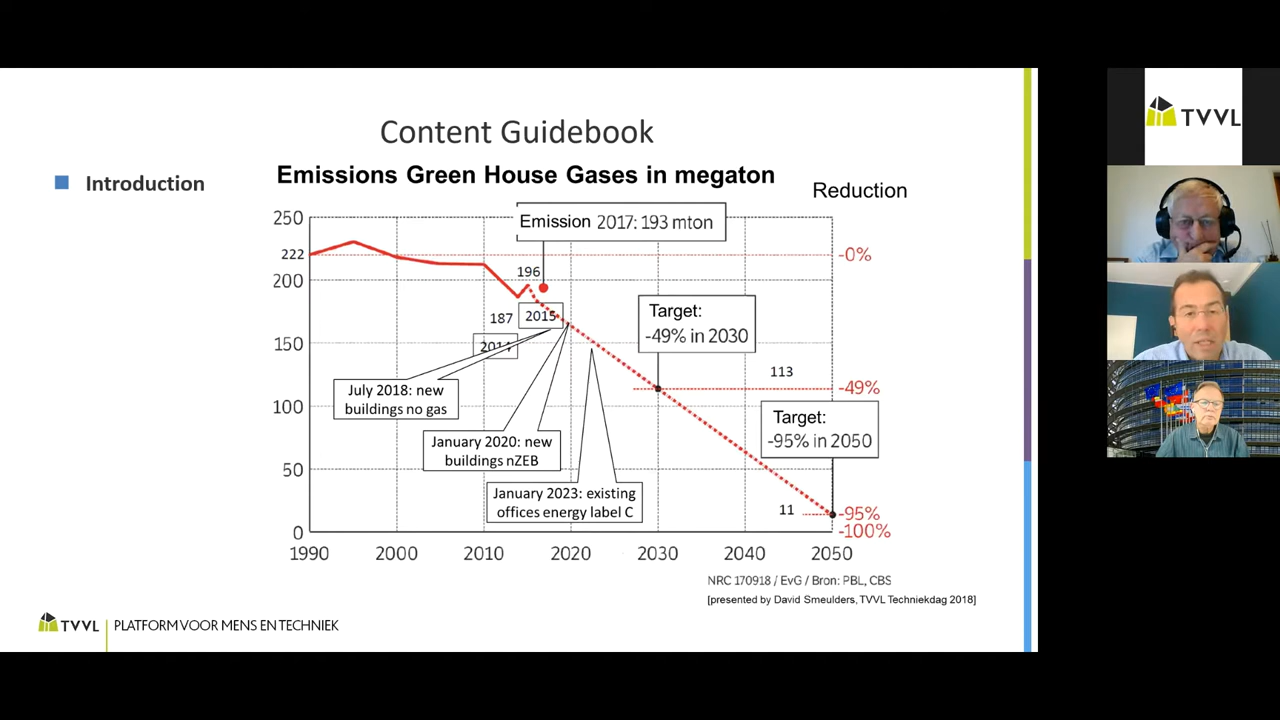 Content Guidebook
Introduction
Emissions Green House Gases in megaton
Reduction
250
222
200
150
100
50
0
Emission 2017: 193 mton
196
187
2015
2014
Target:
-49% in 2030
113
Target:
-95% in 2050
11
-0%
-49%
-95%
-100%
July 2018: new
buildings no gas
January 2020: new
buildings nZEB
January 2023: existing
offices energy label C
1990
2000
2010
2020
2030
2040
2050
NRC 170918 / EvG / Bron: PBL, CBS
[presented by David Smeulders, TVVL Techniekdag 2018]
TVVL
PLATFORM VOOR MENS EN TECHNIEK
TVVL